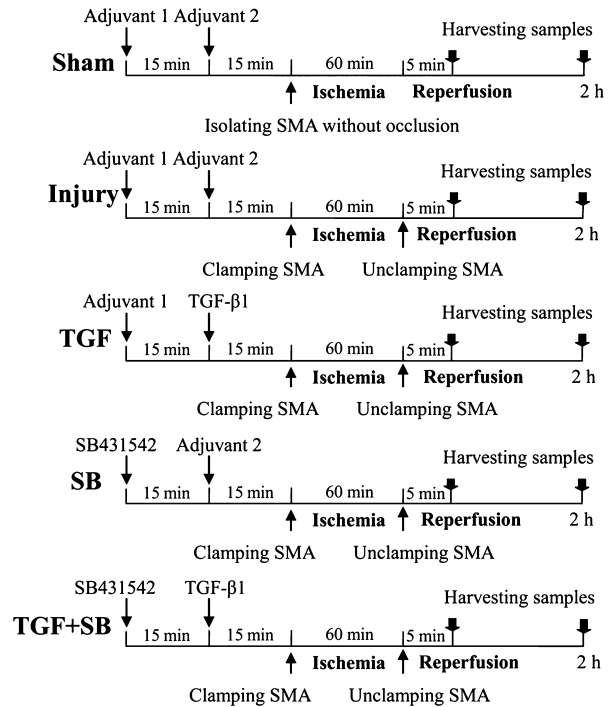 Adjuvant 1 Adjuvant 2
Harvesting samples
Sham
15 min 15 min 60 min 5 min
Ischemia Reperfusion 2 h
Isolating SMA without occlusion
Adjuvant 1 Adjuvant 2
Harvesting samples
Injury
15 min 15 min 60 min 5 min
Ischemia Reperfusion 2 h
Clamping SMA Unclamping SMA
Adjuvant 1 TGF-β1
Harvesting samples
TGF
15 min 15 min 60 min 5 min
Ischemia Reperfusion 2 h
Clamping SMA Unclamping SMA
SB431542 Adjuvant 2
Harvesting samples
SB
15 min 15 min 60 min 5 min
Ischemia Reperfusion 2 h
Clamping SMA Unclamping SMA
SB431542 TGF-β1
Harvesting samples
TGF+SB
15 min 15 min 60 min 5 min
Ischemia Reperfusion 2 h
Clamping SMA Unclamping SMA